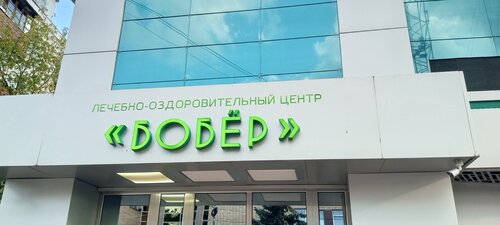 ЛЕЧЕБНО-ОЗДОРОВИТЕЛЬНЫЙ ЦЕНТР
«БОБЁР»